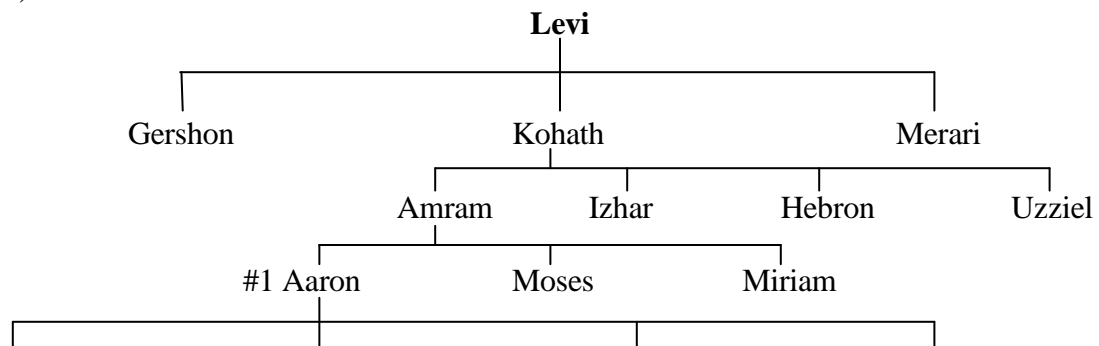 Levi
Gershon Kohath Merari
Amram Izhar Hebron Uzziel
#1 Aaron Moses Miriam